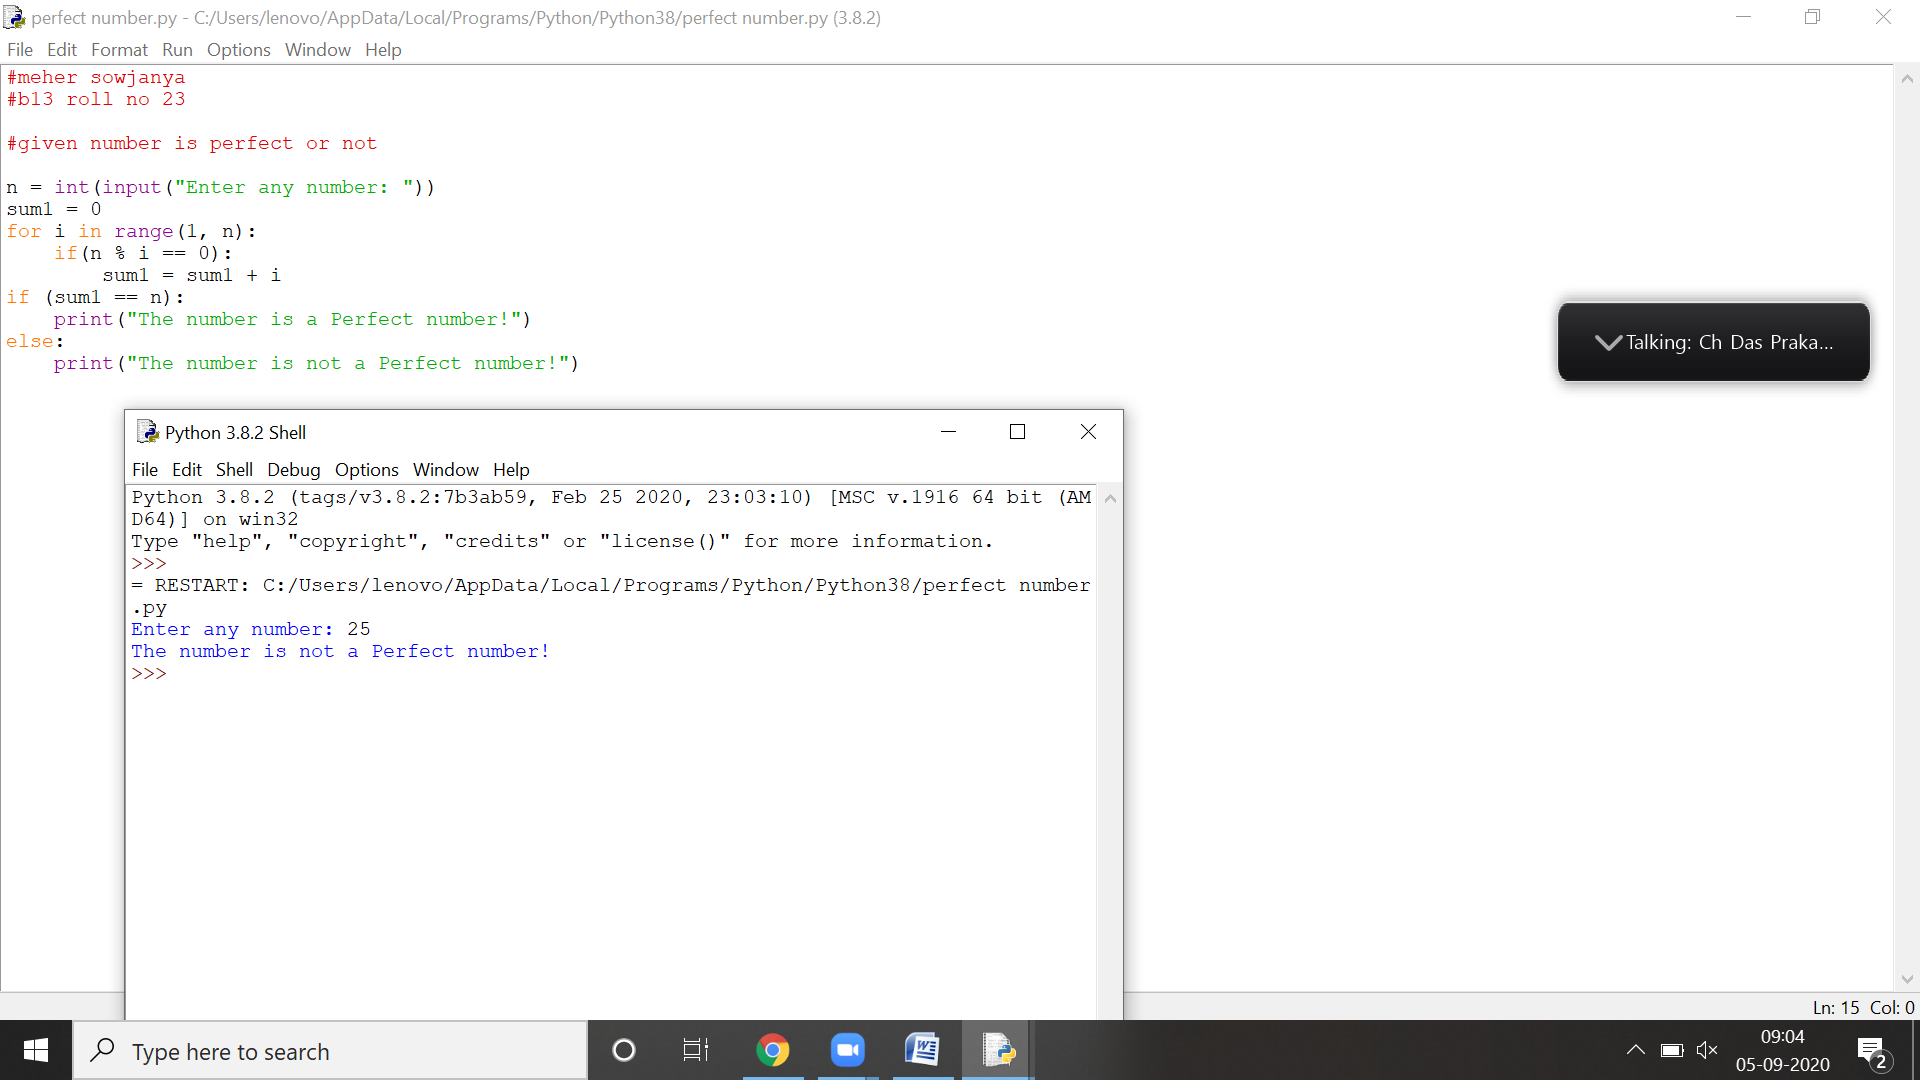 perfect number.py - C:/Users/lenovo/AppData/Local/Programs/Python/Python38/perfect number.py (3.8.2)
File Edit Format Run Options Window Help
#meher sowjanya
#b13 roll no 23
#given number is perfect or not
n = int(input("Enter any number: "))
sum1 = 0
for i in range(1, n):
    if(n % i == 0):
        sum1 = sum1 + i
if (sum1 == n):
    print("The number is a Perfect number!")
else:
    print("The number is not a Perfect number!")
Talking: Ch Das Praka...
Python 3.8.2 Shell
File Edit Shell Debug Options Window Help
Python 3.8.2 (tags/v3.8.2:7b3ab59, Feb 25 2020, 23:03:10) [MSC v.1916 64 bit (AM
D64)] on win32
Type "help", "copyright", "credits" or "license()" for more information.
>>>
= RESTART: C:/Users/lenovo/AppData/Local/Programs/Python/Python38/perfect number
.py
Enter any number: 25
The number is not a Perfect number!
>>>
Ln: 15 Col: 0
Type here to search
09:04
05-09-2020
2